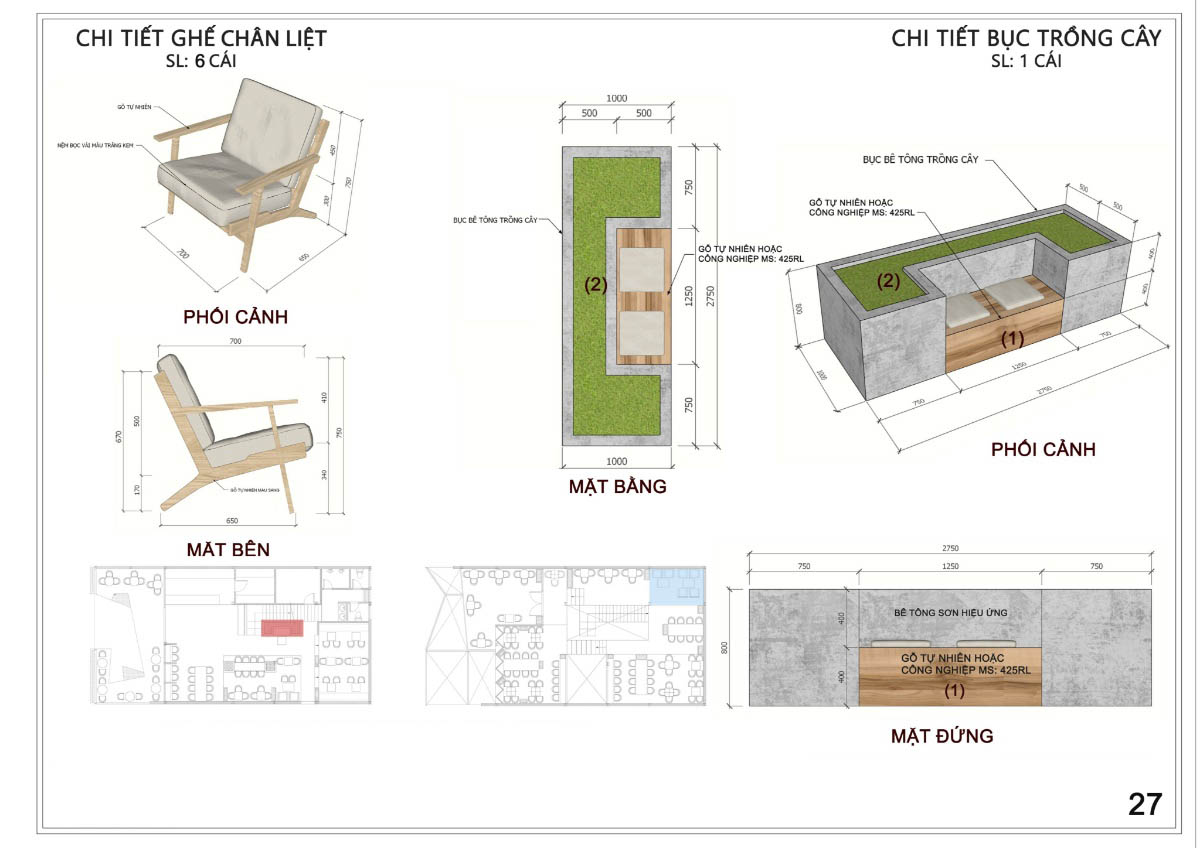 CHI TIẾT GHẾ CHÂN LIỆT
SL: 6 CÁI
GỖ TỰ NHIÊN
NỆM BỌC VẢI MÀU TRẮNG KEM
450
750
300
700
650
PHỐI CẢNH
700
670
500
170
410
750
340
GỖ TỰ NHIÊN MÀU SÁNG
650
MĂT BÊN
1000
500
500
BỤC BÊ TÔNG TRỒNG CÂY
(2)
750
GỖ TỰ NHIÊN HOẶC
CÔNG NGHIỆP MS: 425RL
1250
2750
750
1000
MẶT BẰNG
CHI TIẾT BỤC TRỒNG CÂY
SL: 1 CÁI
BỤC BÊ TÔNG TRỒNG CÂY
GỖ TỰ NHIÊN HOẶC
CÔNG NGHIỆP MS: 425RL
500
500
400
400
(2)
(1)
800
1000
750
1250
750
2750
PHỐI CẢNH
2750
750
1250
750
800
400
400
BÊ TÔNG SƠN HIỆU ỨNG
GỖ TỰ NHIÊN HOẶC
CÔNG NGHIỆP MS: 425RL
(1)
MẶT ĐỨNG
27